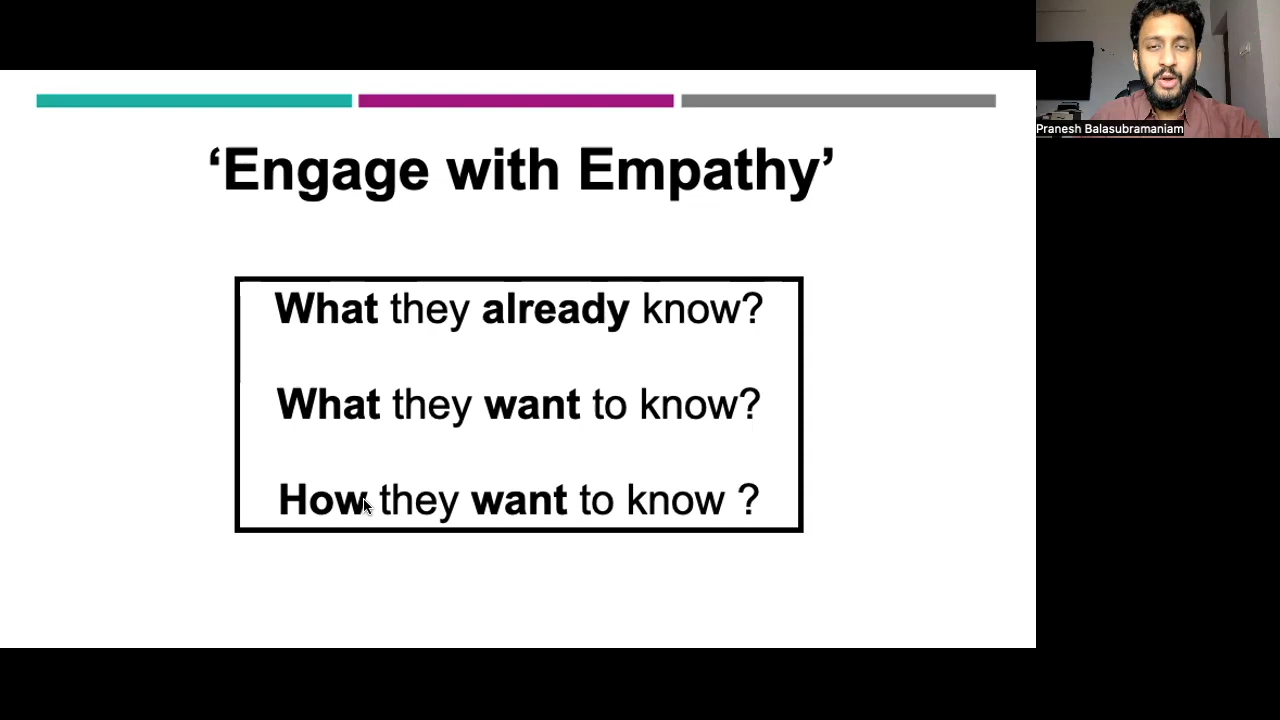 ‘Engage with Empathy’
What they already know?
What they want to know?
How they want to know ?
Pranesh Balasubramaniam